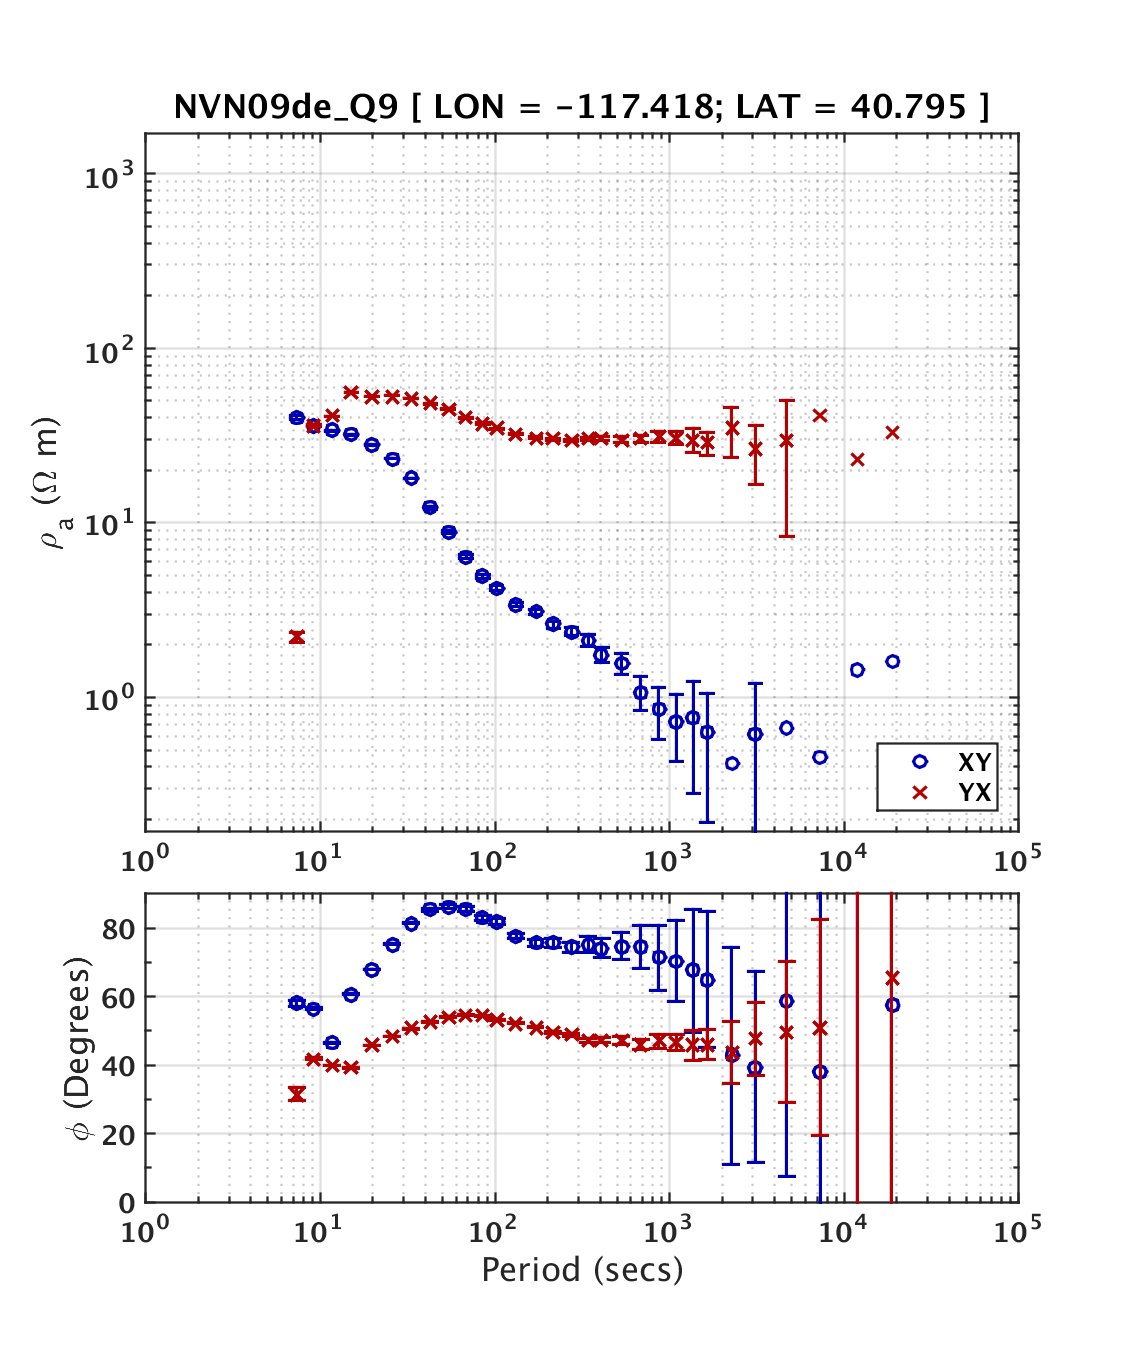 NVN09de_Q9 [ LON = -117.418; LAT = 40.795 ]
10³
10²
10¹
10⁰
ρa (Ω m)
XY
YX
10⁰ 10¹ 10² 10³ 10⁴ 10⁵
80
60
40
20
0
ϕ (Degrees)
10⁰ 10¹ 10² 10³ 10⁴ 10⁵
Period (secs)